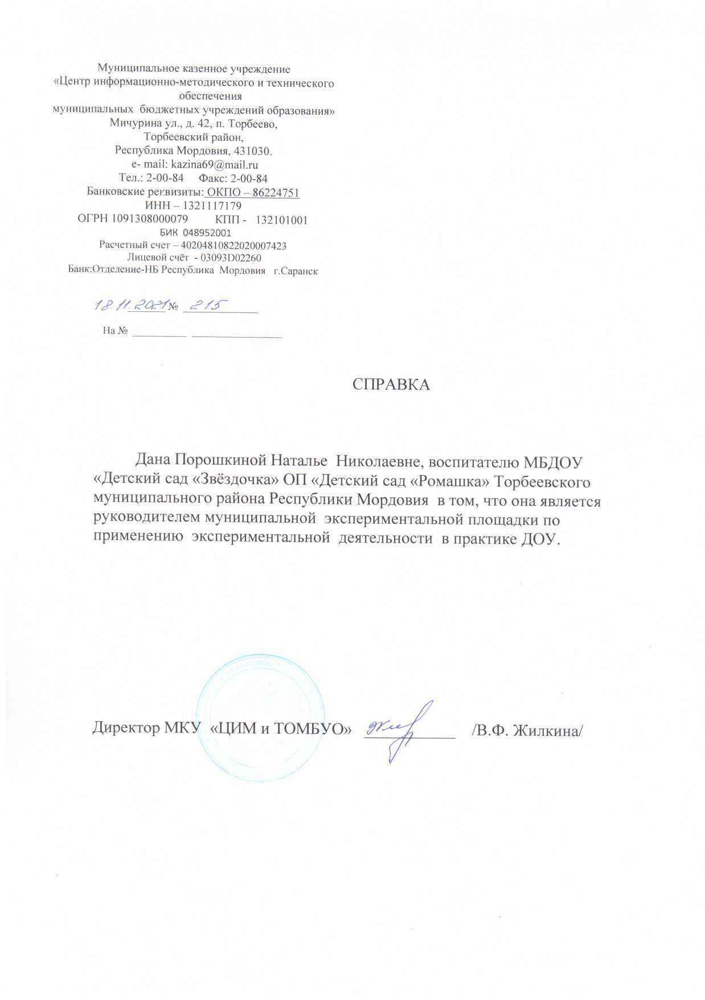 Муниципальное казенное учреждение
«Центр информационно-методического и технического
обеспечения
муниципальных бюджетных учреждений образования»
Мичурина ул., д. 42, п. Торбеево,
Торбеевский район,
Республика Мордовия, 431030.
e- mail: kazina69@mail.ru
Тел.: 2-00-84 Факс: 2-00-84
Банковские реквизиты: ОКПО – 86224751
ИНН – 1321117179
ОГРН 1091308000079 КПП - 132101001
БИК 048952001
Расчетный счет – 40204810822020007423
Лицевой счёт - 03093D02260
Банк:Отделение-НБ Республика Мордовия г.Саранск
18.11.2021 № 215
На № __________ _________________
СПРАВКА
Дана Порошкиной Наталье Николаевне, воспитателю МБДОУ
«Детский сад «Звёздочка» ОП «Детский сад «Ромашка» Торбеевского
муниципального района Республики Мордовия в том, что она является
руководителем муниципальной экспериментальной площадки по
применению экспериментальной деятельности в практике ДОУ.
Директор МКУ «ЦИМ и ТОМБУО» ___________ /В.Ф. Жилкина/